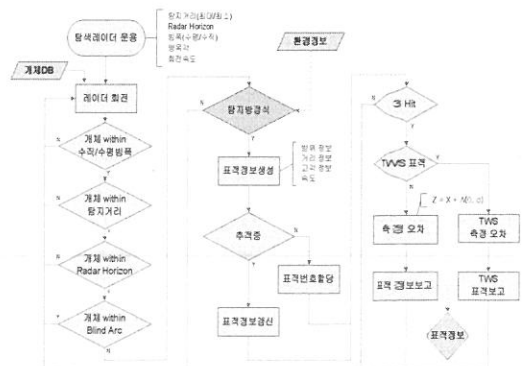 탐색레이더 운용
탐지거리(최대/최소)
Radar Horizon
빔폭(수평/수직)
방위각
회전속도
개체DB
레이더 회전
개체 within
수직/수평빔폭
개체 within
탐지거리
개체 within
Radar Horizon
개체 within
Blind Arc
환경정보
탐지방정식
표적정보생성
방위 정보
거리 정보
고각 정보
속도
추적중
표적번호할당
표적정보갱신
3 Hit
TWS 표적
측정 오차
TWS
측정 오차
표적 정보보고
TWS
표적보고
표적정보
N
Y